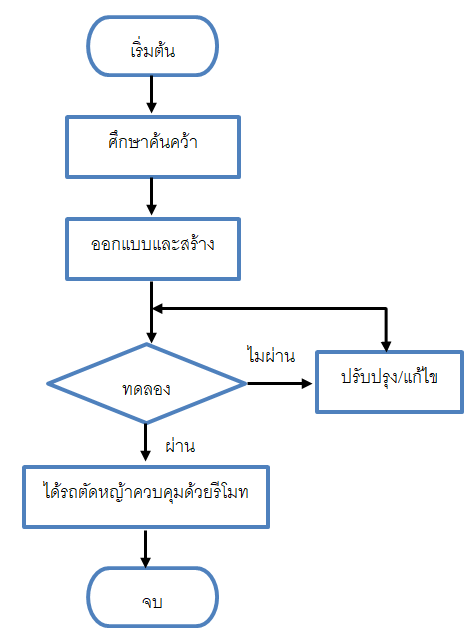 เริ่มต้น
ศึกษาค้นคว้า
ออกแบบและสร้าง
ไมผ่าน
ทดลอง
ปรับปรุง/แก้ไข
ผ่าน
ได้รถตัดหญ้าควบคุมด้วยรีโมท
จบ